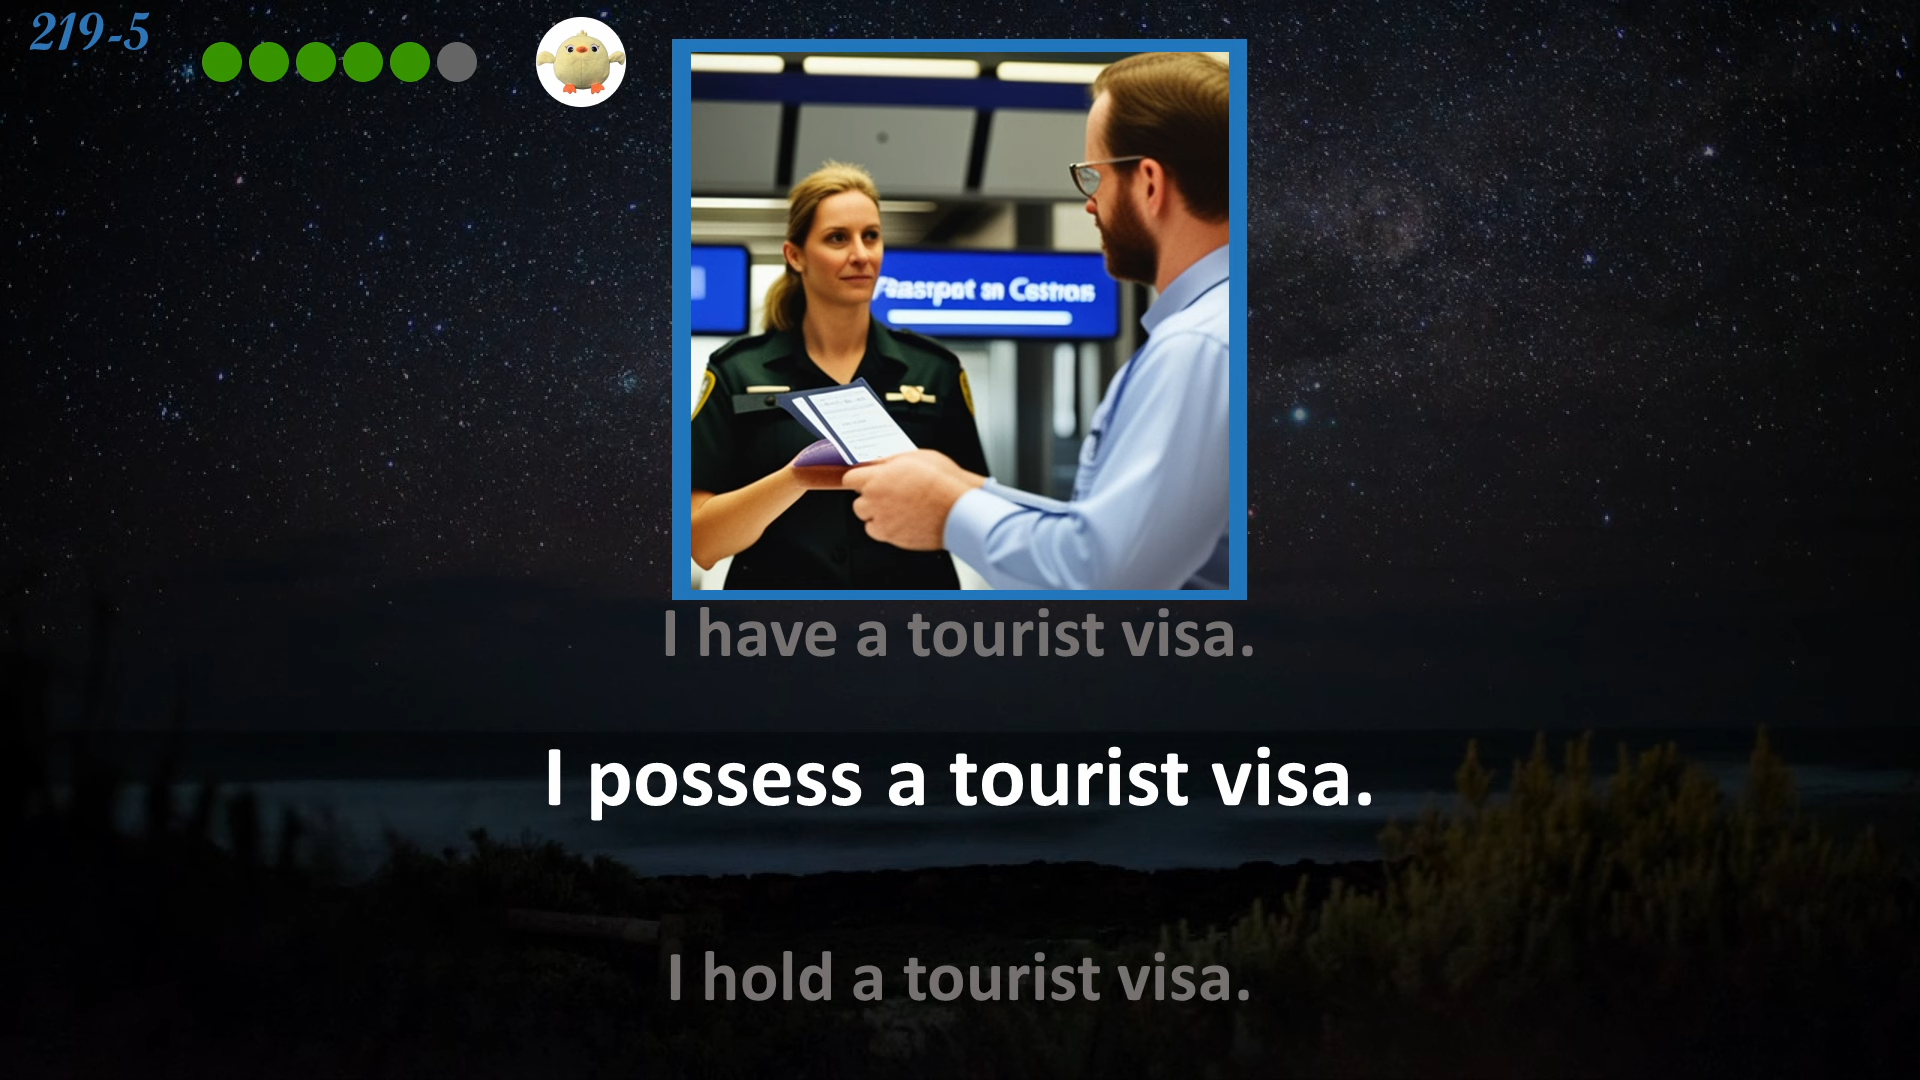 219-5
I have a tourist visa.
I possess a tourist visa.
I hold a tourist visa.